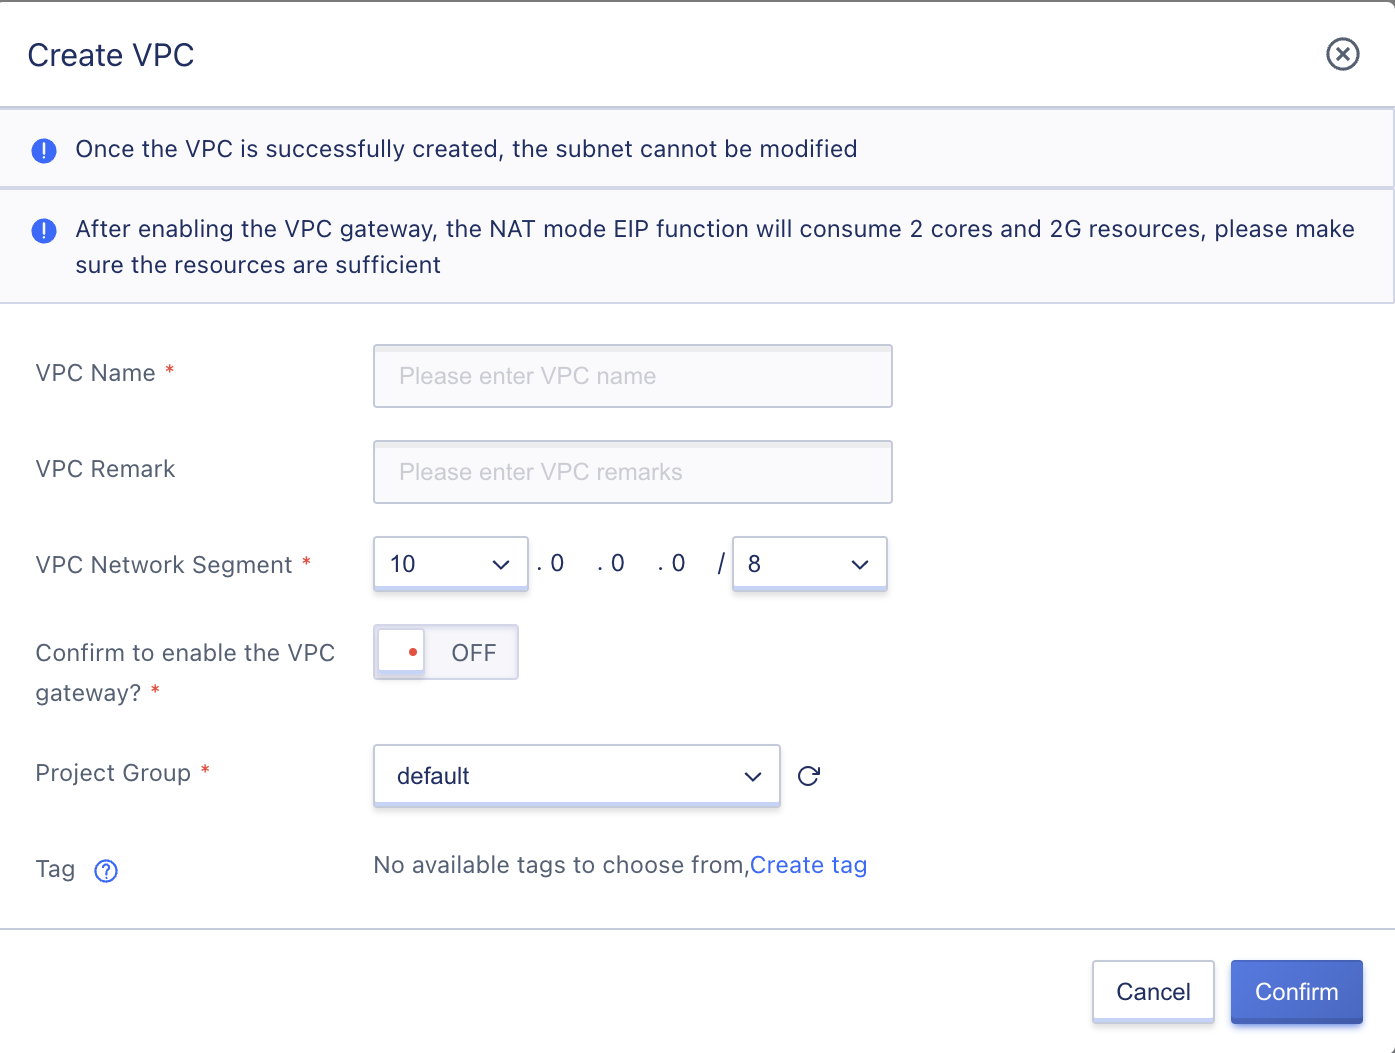 Create VPC
Once the VPC is successfully created, the subnet cannot be modified
After enabling the VPC gateway, the NAT mode EIP function will consume 2 cores and 2G resources, please make
sure the resources are sufficient
VPC Name *
Please enter VPC name
VPC Remark
Please enter VPC remarks
VPC Network Segment *
10 . 0 . 0 . 0 / 8
Confirm to enable the VPC
gateway? *
OFF
Project Group *
default
Tag
No available tags to choose from,Create tag
Cancel
Confirm